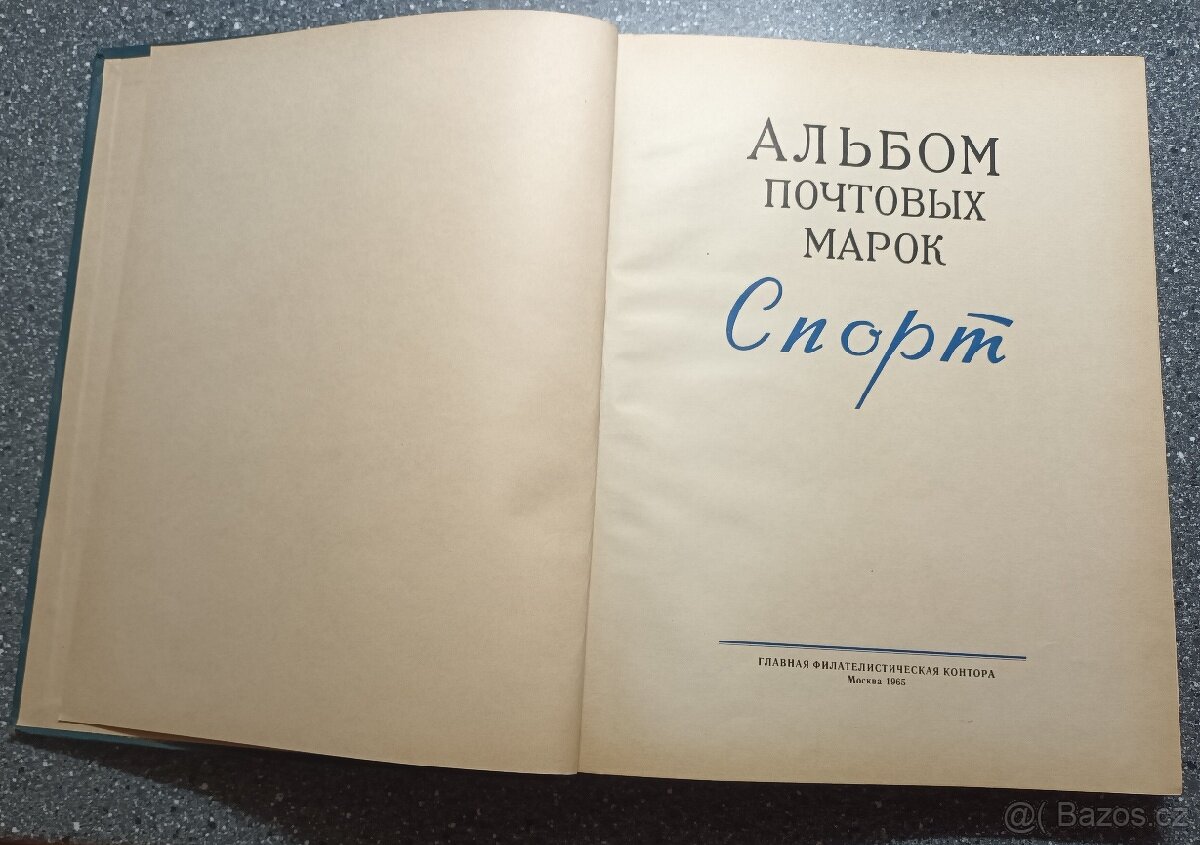 АЛЬБОМ
ПОЧТОВЫХ
МАРОК
Спорт
ГЛАВНАЯ ФИЛАТЕЛИСТИЧЕСКАЯ КОНТОРА
Москва 1965
@( Bazos.cz